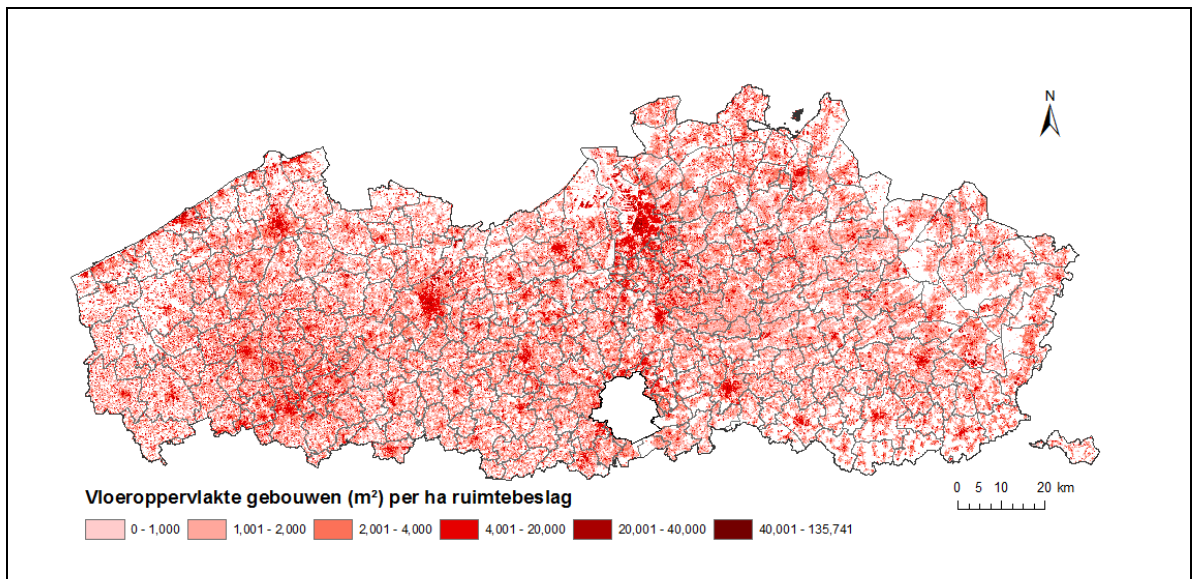 N
Vloeroppervlakte gebouwen (m²) per ha ruimtebeslag
0 5 10 20 km
0 - 1,000 1,001 - 2,000 2,001 - 4,000 4,001 - 20,000 20,001 - 40,000 40,001 - 135,741